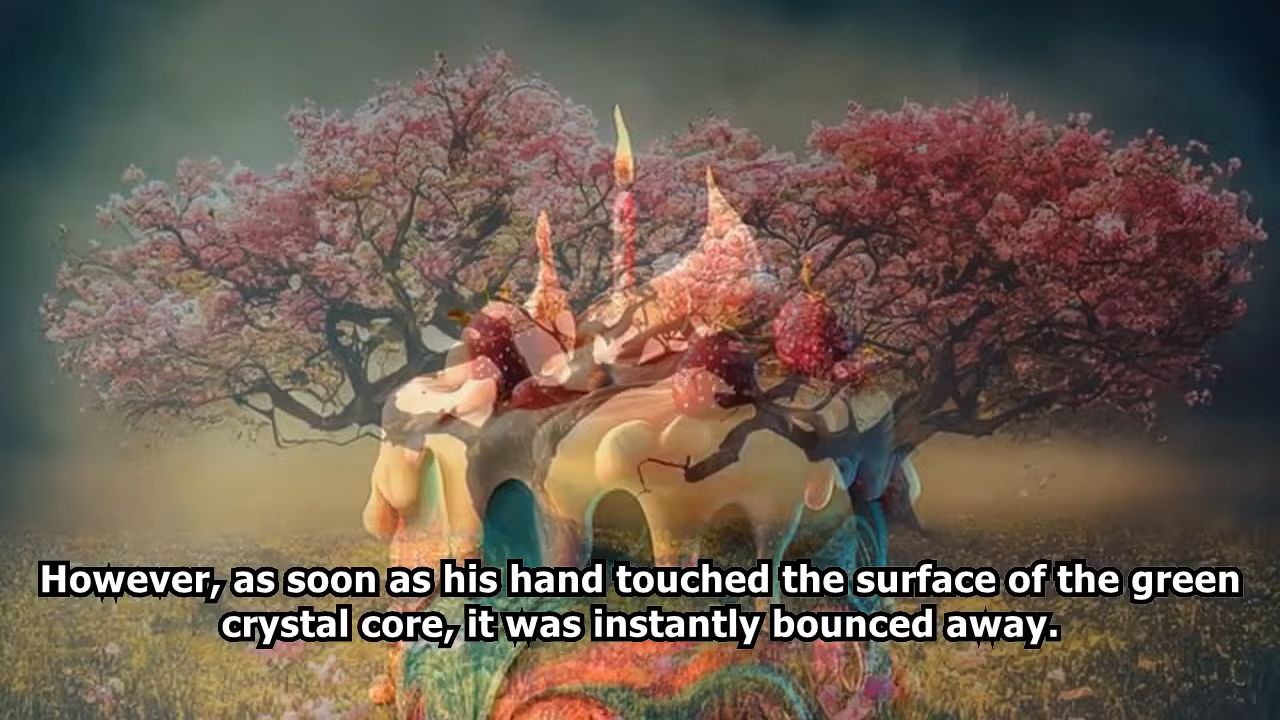 However, as soon as his hand touched the surface of the green
crystal core, it was instantly bounced away.